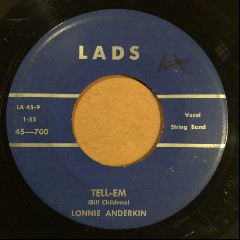 LADS
LA 45-9
1:55
45—700
Vocal
String Band
TELL-EM
(Bill Childress)
LONNIE ANDERKIN